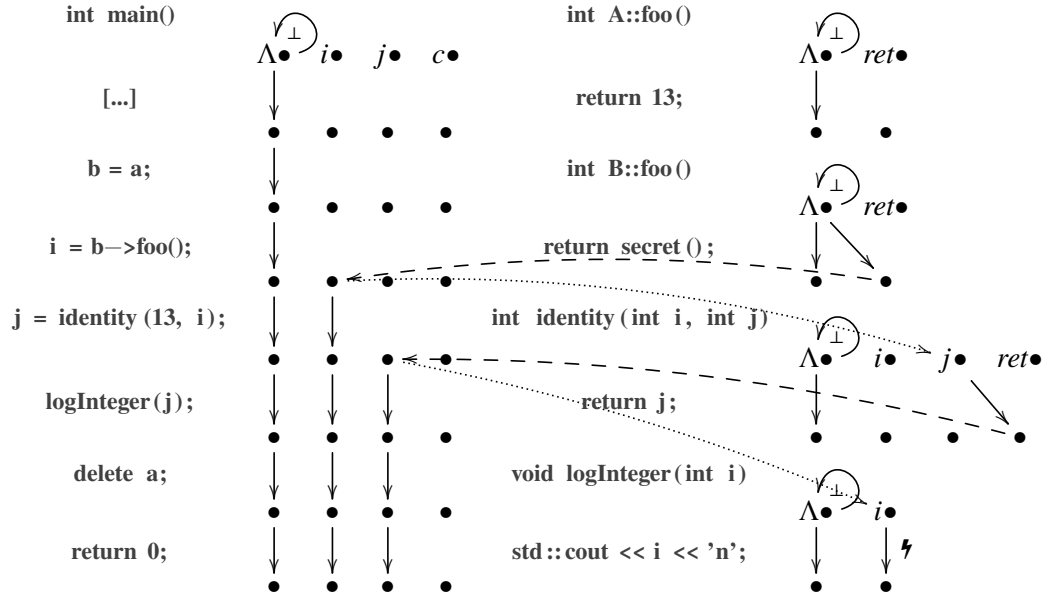 int main()
⊥
Λ i j c
[...]
b = a;
i = b−>foo();
j = identity (13, i);
logInteger(j);
delete a;
return 0;
int A::foo()
⊥
Λ ret
return 13;
int B::foo()
⊥
Λ ret
return secret();
int identity(int i, int j)
⊥
Λ i j ret
return j;
void logInteger(int i)
⊥
Λ i
std::cout << i << 'n';